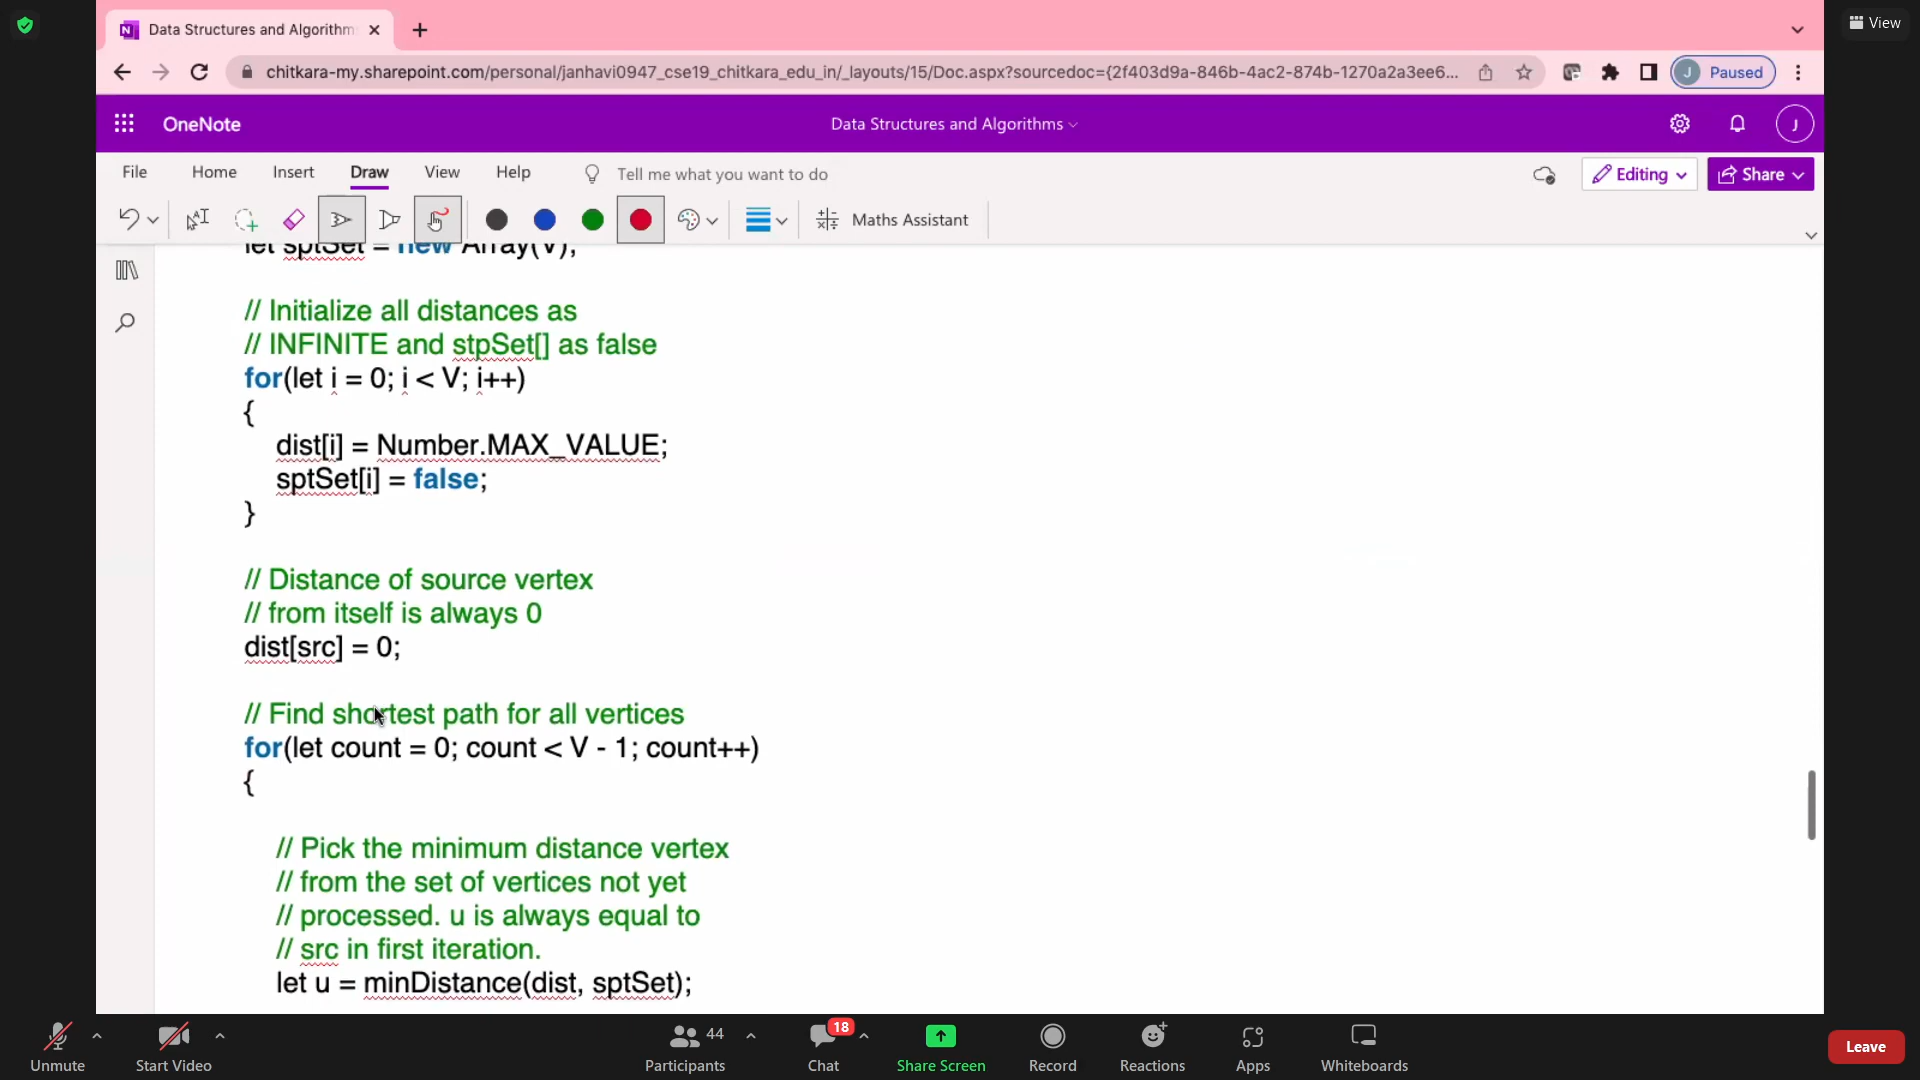 View
Data Structures and Algorithm
chitkara-my.sharepoint.com/personal/janhavi0947_cse19_chitkara_edu_in/_layouts/15/Doc.aspx?sourcedoc={2f403d9a-846b-4ac2-874b-1270a2a3ee6...
J Paused
OneNote
Data Structures and Algorithms
J
File Home Insert Draw View Help Tell me what you want to do
Editing
Share
Maths Assistant
let sptSet = new Array(V);
// Initialize all distances as
// INFINITE and stpSet[] as false
for(let i = 0; i < V; i++)
{
dist[i] = Number.MAX_VALUE;
sptSet[i] = false;
}
// Distance of source vertex
// from itself is always 0
dist[src] = 0;
// Find shortest path for all vertices
for(let count = 0; count < V - 1; count++)
{
// Pick the minimum distance vertex
// from the set of vertices not yet
// processed. u is always equal to
// src in first iteration.
let u = minDistance(dist, sptSet);
44
18
Unmute Start Video Participants Chat Share Screen Record Reactions Apps Whiteboards
Leave